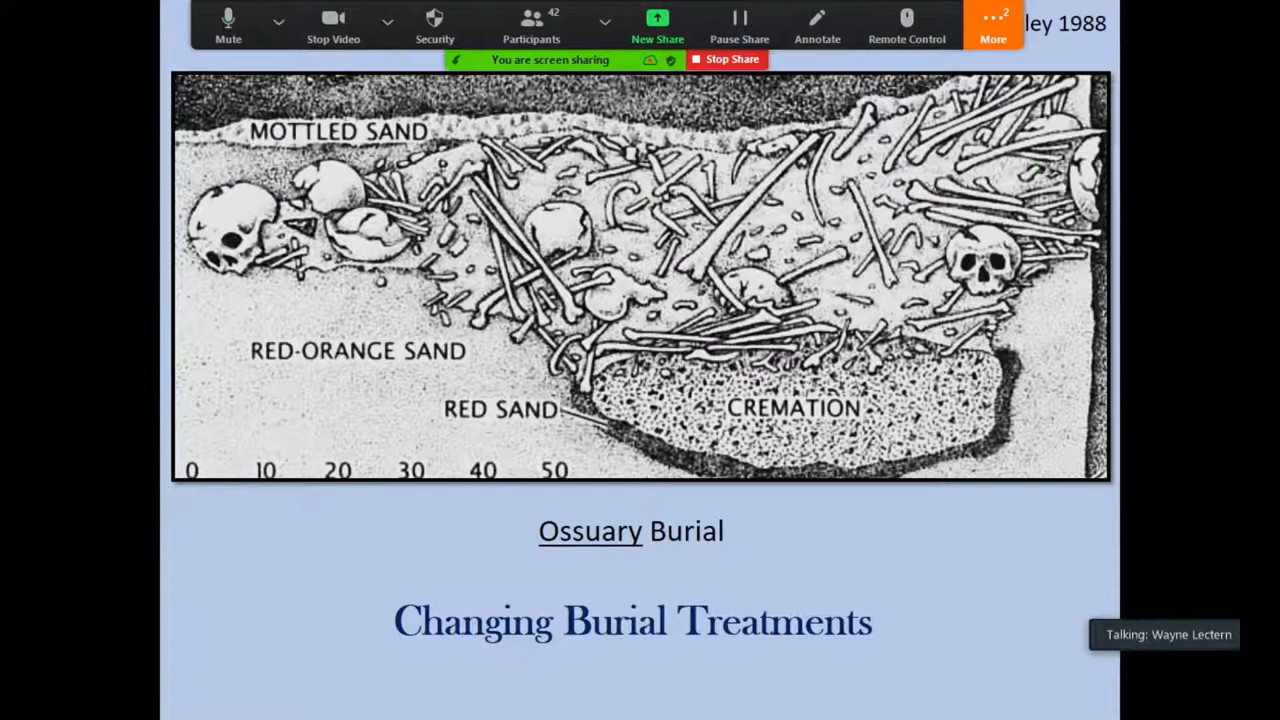 42
2
Mute
Stop Video
Security
Participants
New Share
Pause Share
Annotate
Remote Control
More
1988
You are screen sharing
Stop Share
MOTTLED SAND
RED-ORANGE SAND
RED SAND
CREMATION
0 10 20 30 40 50
Ossuary Burial
Changing Burial Treatments
Talking: Wayne Lectern